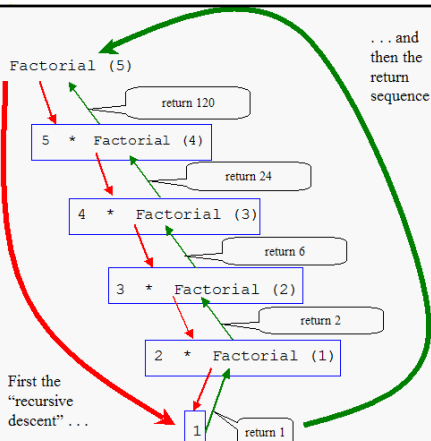 . . . and
then the
return
sequence
Factorial (5)
return 120
5 * Factorial (4)
return 24
4 * Factorial (3)
return 6
3 * Factorial (2)
return 2
2 * Factorial (1)
First the
“recursive
descent” . . .
1
return 1